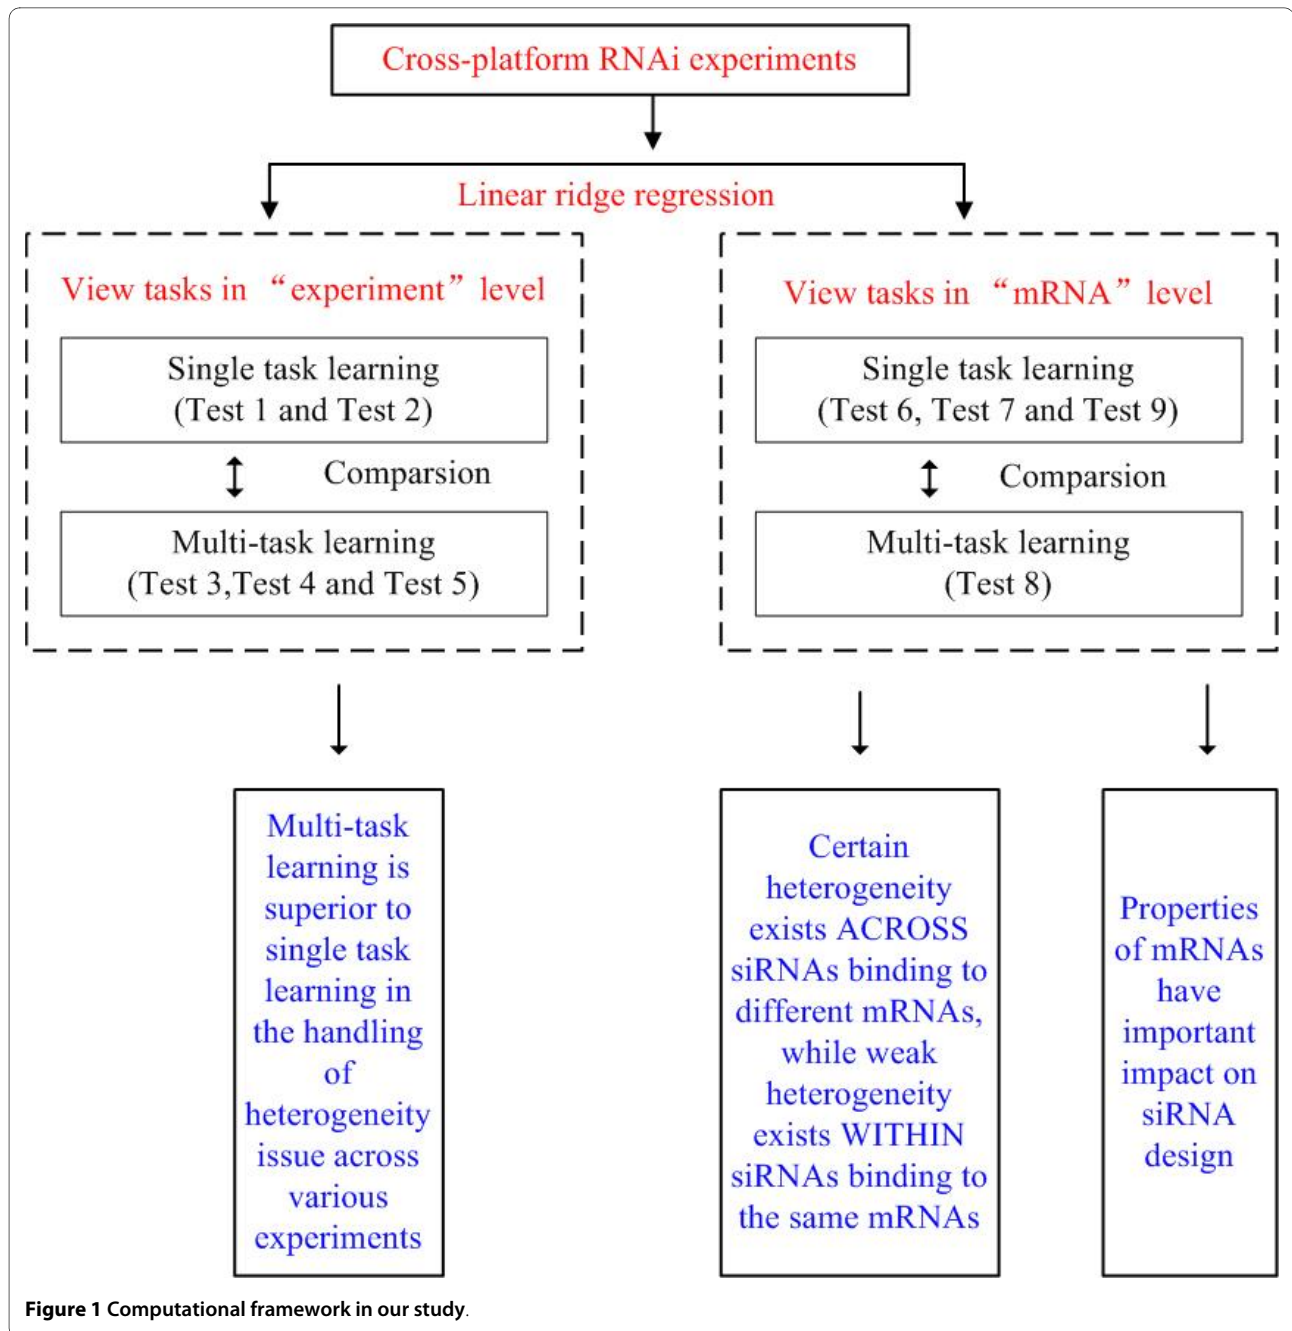 Cross-platform RNAi experiments
Linear ridge regression
View tasks in “experiment” level
Single task learning
(Test 1 and Test 2)
Comparsion
Multi-task learning
(Test 3,Test 4 and Test 5)
View tasks in “mRNA” level
Single task learning
(Test 6, Test 7 and Test 9)
Comparsion
Multi-task learning
(Test 8)
Multi-task
learning is
superior to
single task
learning in
the handling
of
heterogeneity
issue across
various
experiments
Certain
heterogeneity
exists ACROSS
siRNAs binding to
different mRNAs,
while weak
heterogeneity
exists WITHIN
siRNAs binding to
the same mRNAs
Properties
of mRNAs
have
important
impact on
siRNA
design
Figure 1 Computational framework in our study.